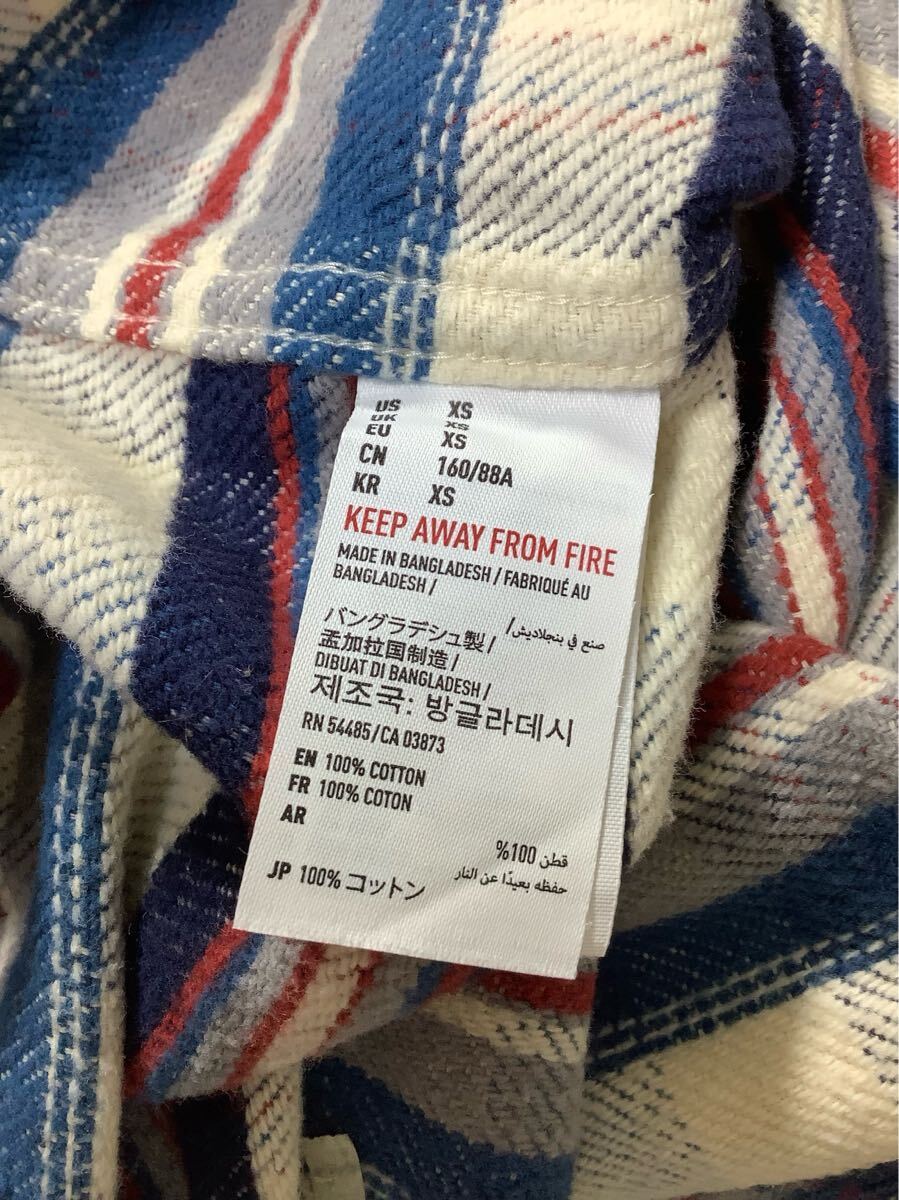 US XS
UK XS
EU XS
CN 160/88A
KR XS
KEEP AWAY FROM FIRE
MADE IN BANGLADESH / FABRIQUÉ AU
BANGLADESH /
صنع في بنجلاديش/
バングラデシュ製/
孟加拉国制造/
DIBUAT DI BANGLADESH /
제조국: 방글라데시
RN 54485/CA 03873
EN 100% COTTON
FR 100% COTON
AR
قطن 100%
حفظه بعيدًا عن النار
JP 100% コットン